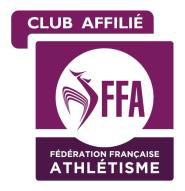 CLUB AFFILIÉ
FFA
FÉDÉRATION FRANÇAISE
ATHLÉTISME